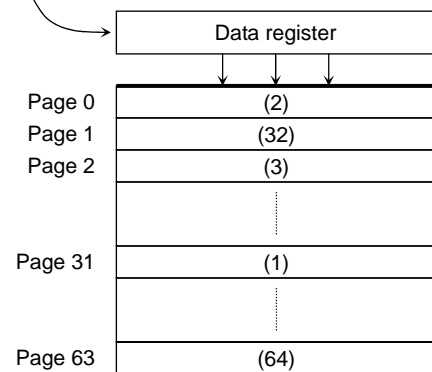 Data register
Page 0 (2)
Page 1 (32)
Page 2 (3)
Page 31 (1)
Page 63 (64)